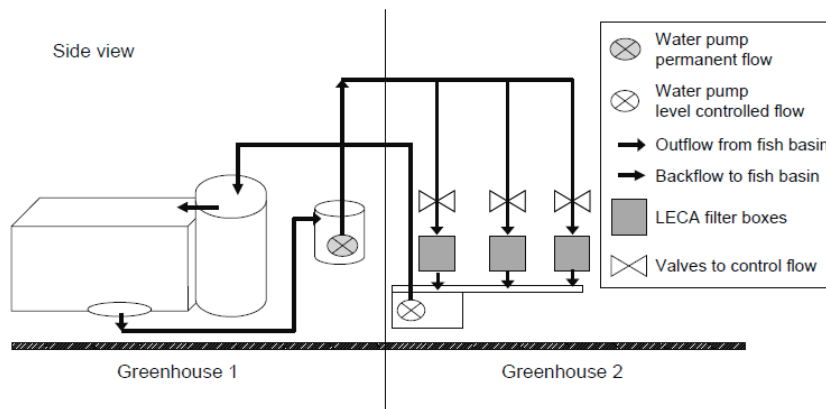 Side view
Water pump
permanent flow
Water pump
level controlled flow
Outflow from fish basin
Backflow to fish basin
LECA filter boxes
Valves to control flow
Greenhouse 1
Greenhouse 2